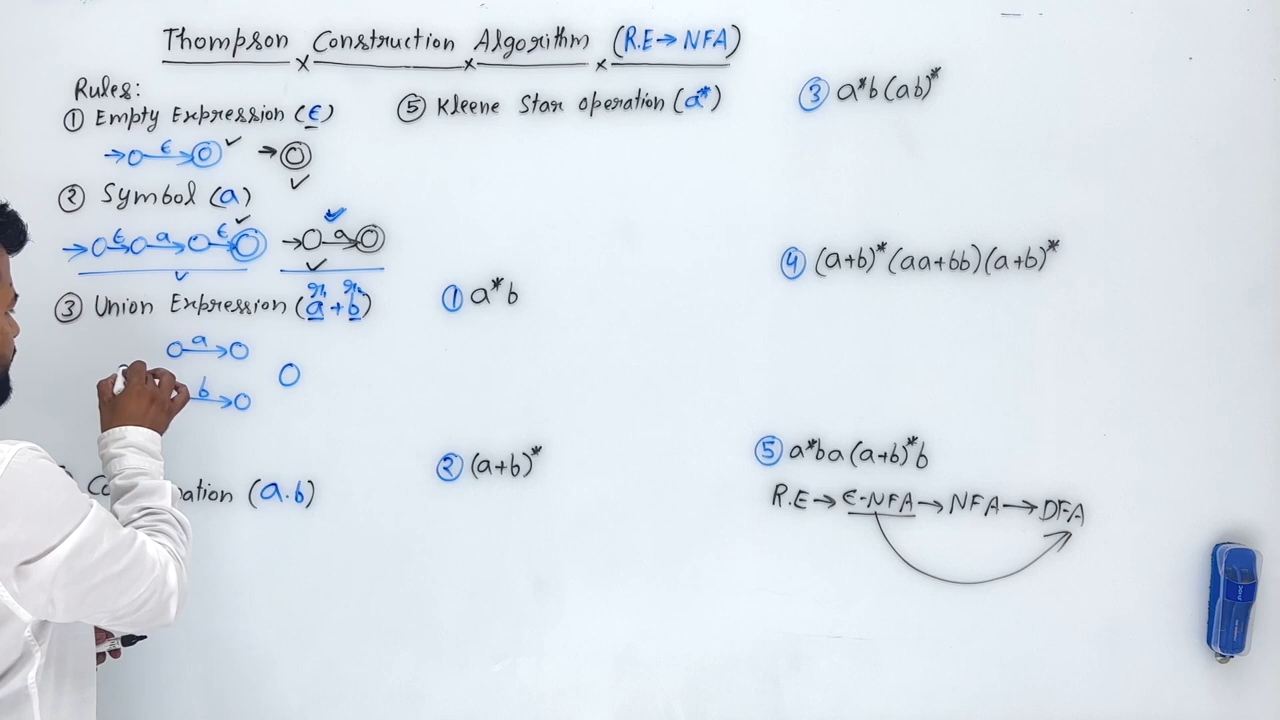 Thompson Construction Algorithm (R.E→NFA)
Rules:
① Empty Expression (ϵ)
→ ϵ → ✓ → ✓
② Symbol (a)
→ ϵ a ϵ ✓ → a ✓
③ Union Expression (a+b)
r₁ r₂
a
b
(a.b)
⑤ Kleene Star operation (a*)
① a*b
② (a+b)*
③ a*b(ab)*
④ (a+b)*(aa+bb)(a+b)*
⑤ a*ba(a+b)*b
R.E→ϵ-NFA→NFA→DFA